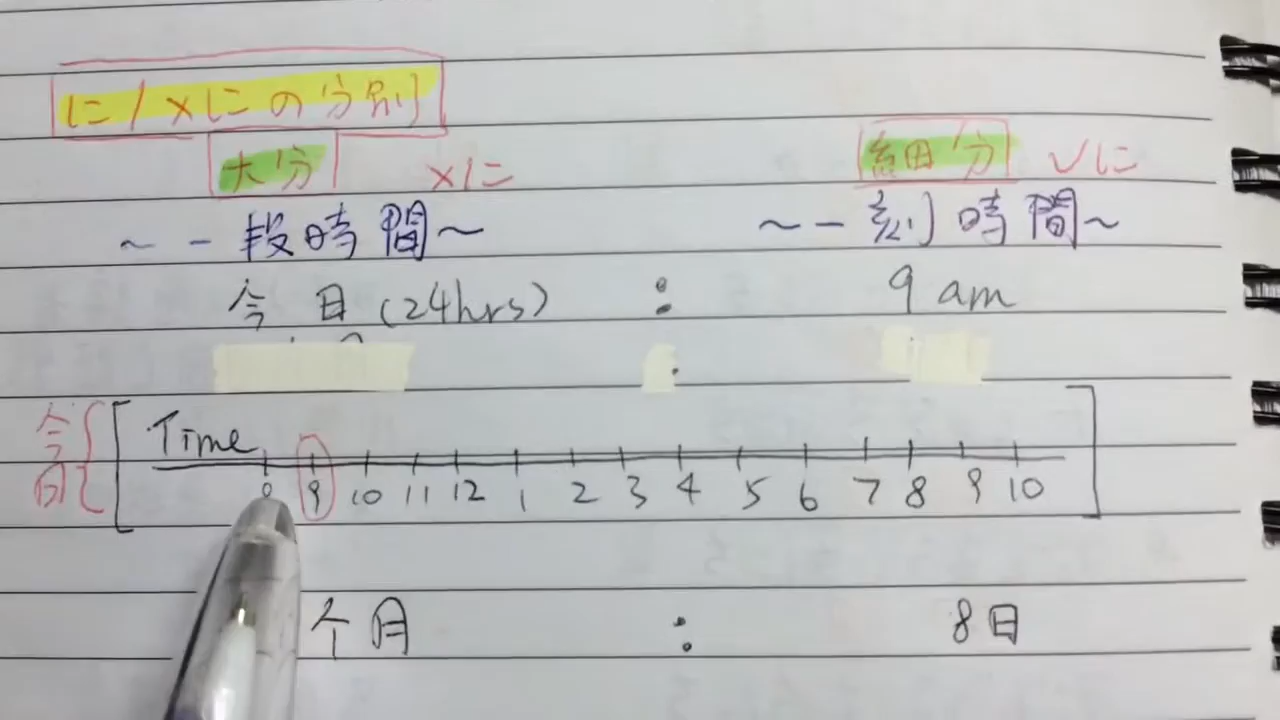 に/×にの分別
大分 ×に 細分 ✓に
~一段時間~ ~一刻時間~
今日(24hrs) : 9 am
今日 Time
9 10 11 12 1 2 3 4 5 6 7 8 9 10
个月 : 8日